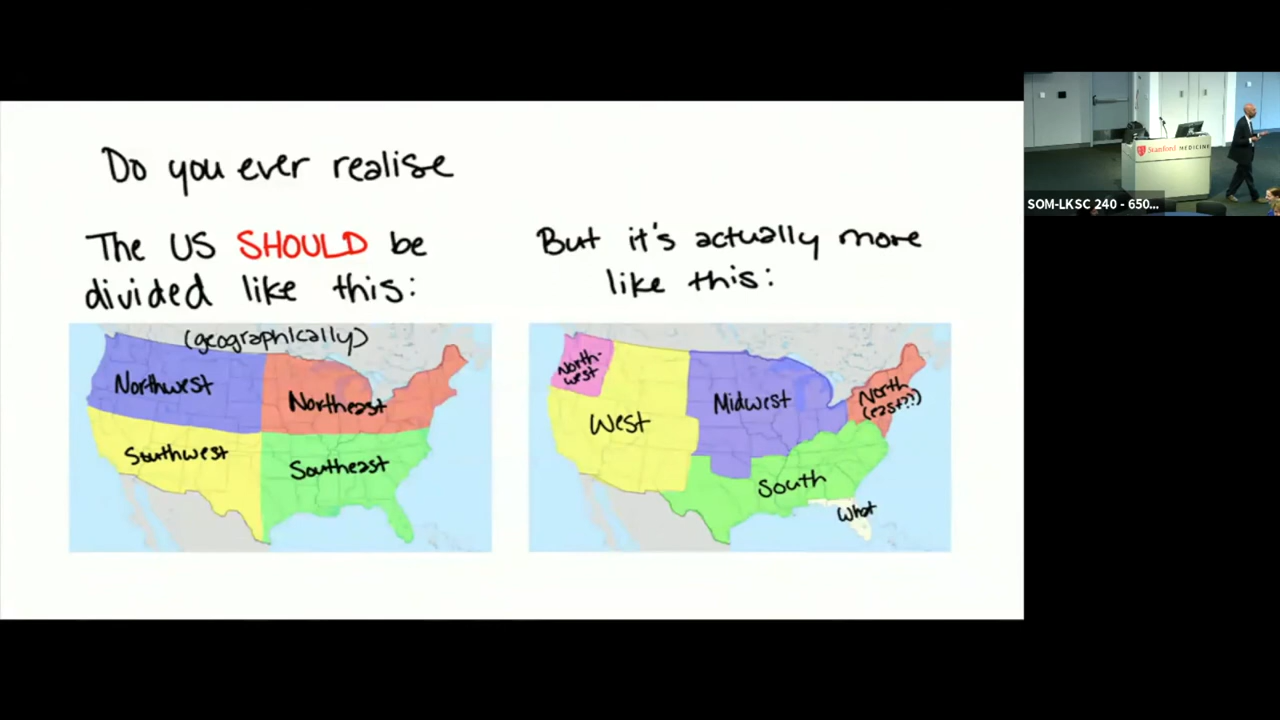 Do you ever realise
The US SHOULD be
divided like this:
But it's actually more
like this:
(geographically)
Northwest
Northeast
Southwest
Southeast
North-
west
West
Midwest
North
(east??)
South
What
Stanford MEDICINE
SOM-LKSC 240 - 650...